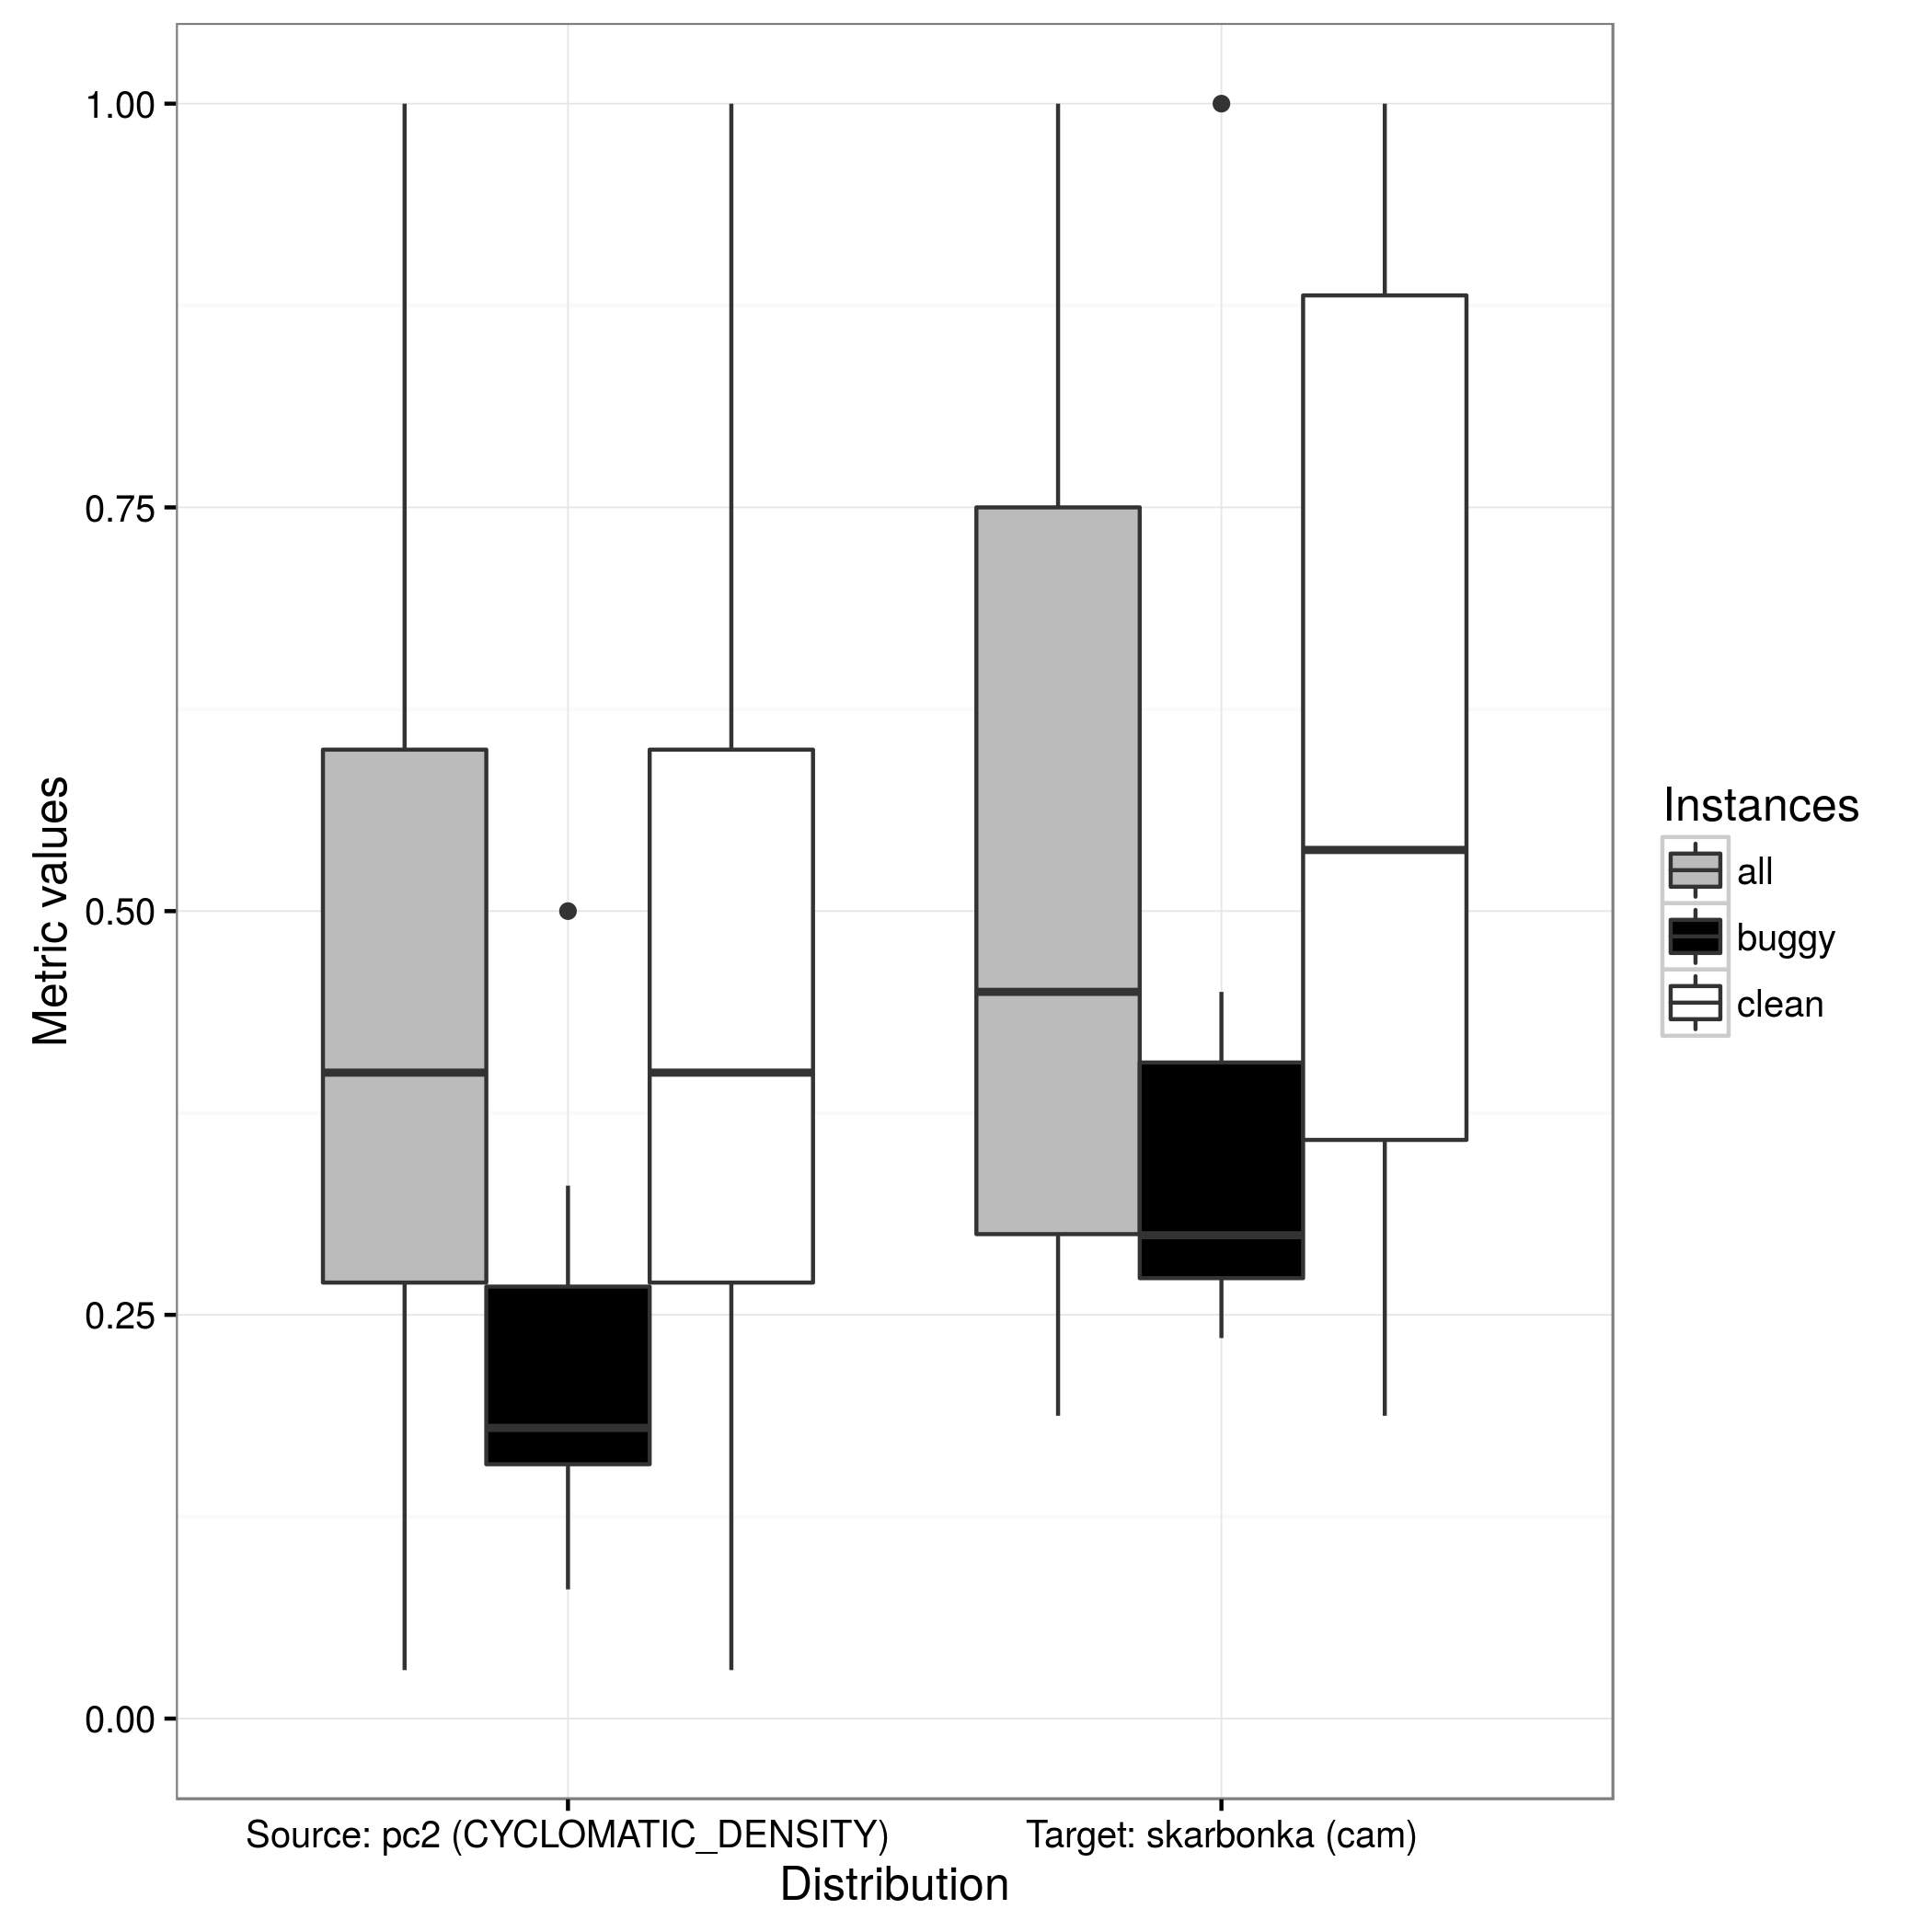 1.00
0.75
0.50
0.25
0.00
Metric values
Source: pc2 (CYCLOMATIC_DENSITY)
Target: skarbonka (cam)
Distribution
Instances
all
buggy
clean